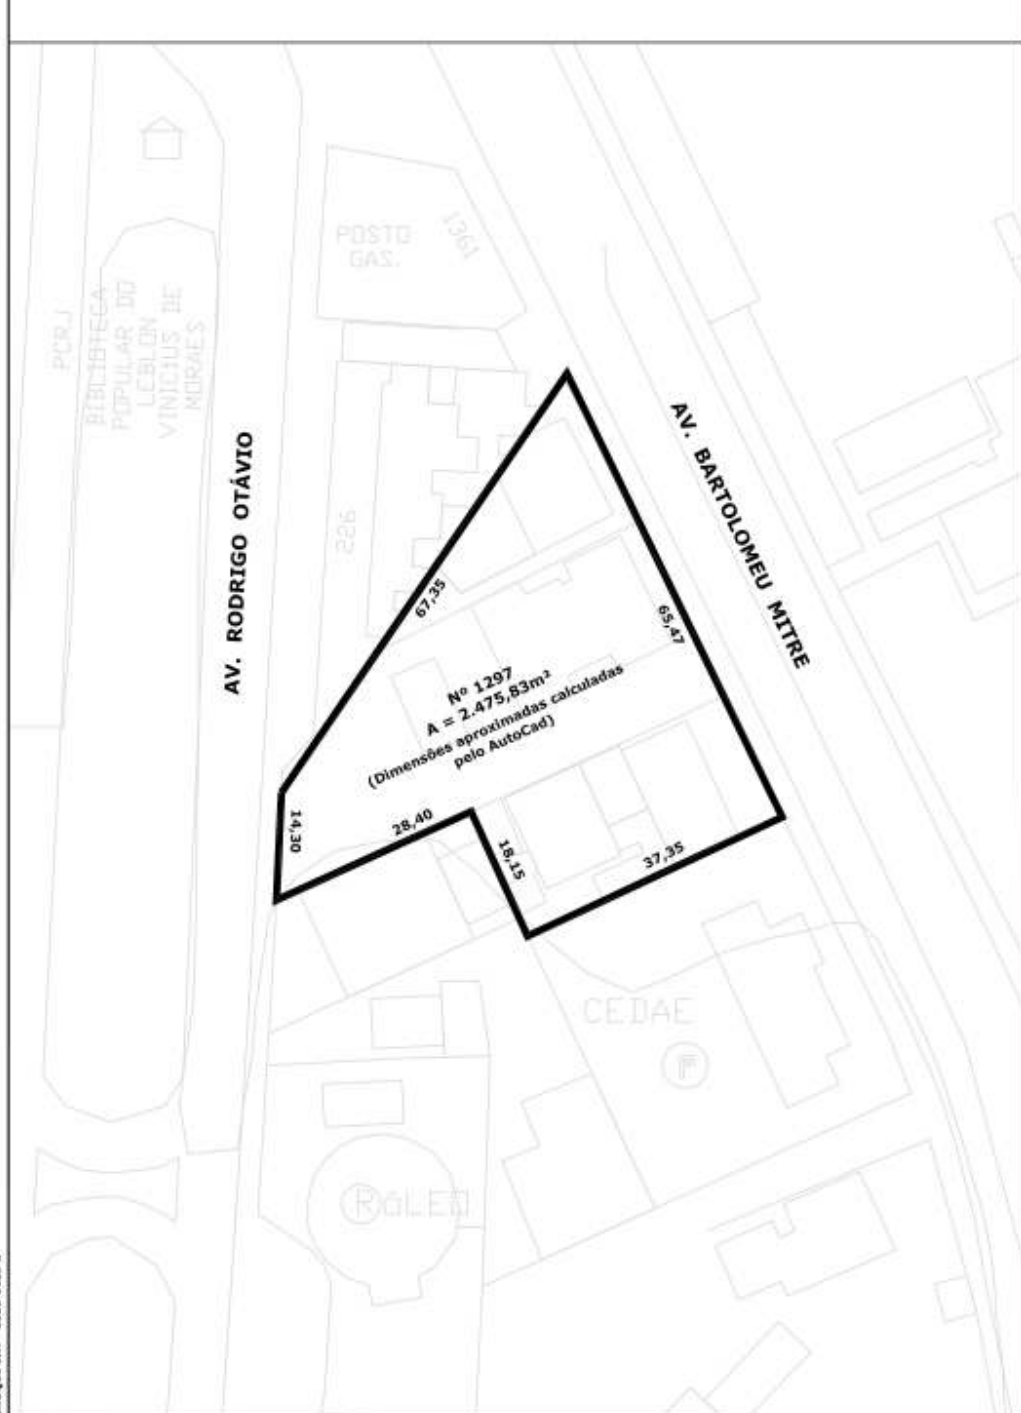 POSTO
GAS.
1361
PCRJ
BIBLIOTECA
POPULAR DO
LEBLON
VINICIUS DE
MORAES
AV. RODRIGO OTÁVIO
AV. BARTOLOMEU MITRE
226
67,35
65,47
Nº 1297
A = 2.475,83m²
(Dimensões aproximadas calculadas
pelo AutoCad)
14,30
28,40
18,15
37,35
CEDAE
F